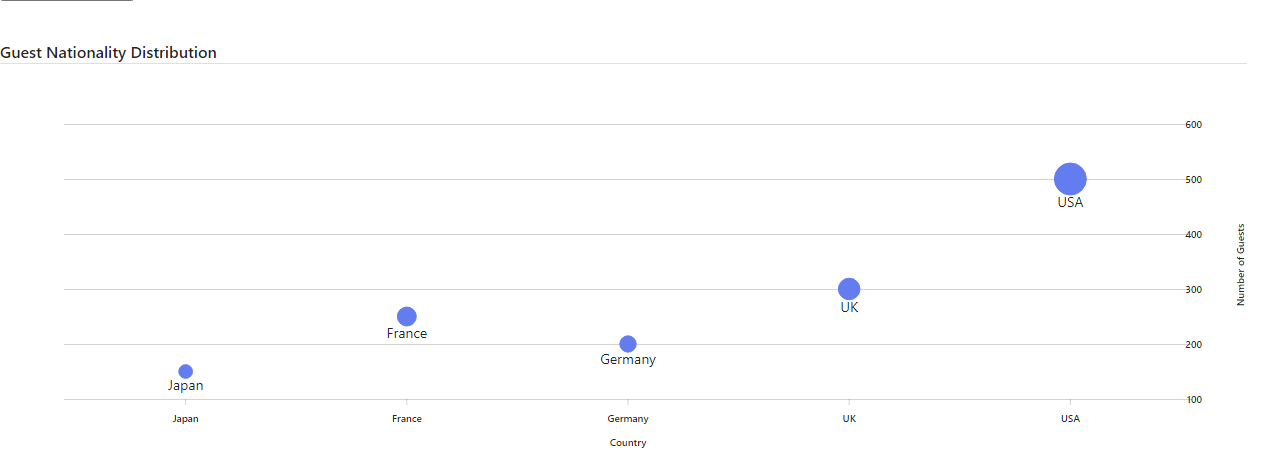 Guest Nationality Distribution
600
500
USA
400
300
UK
France
200
Germany
Japan
100
Number of Guests
Japan
France
Germany
UK
USA
Country